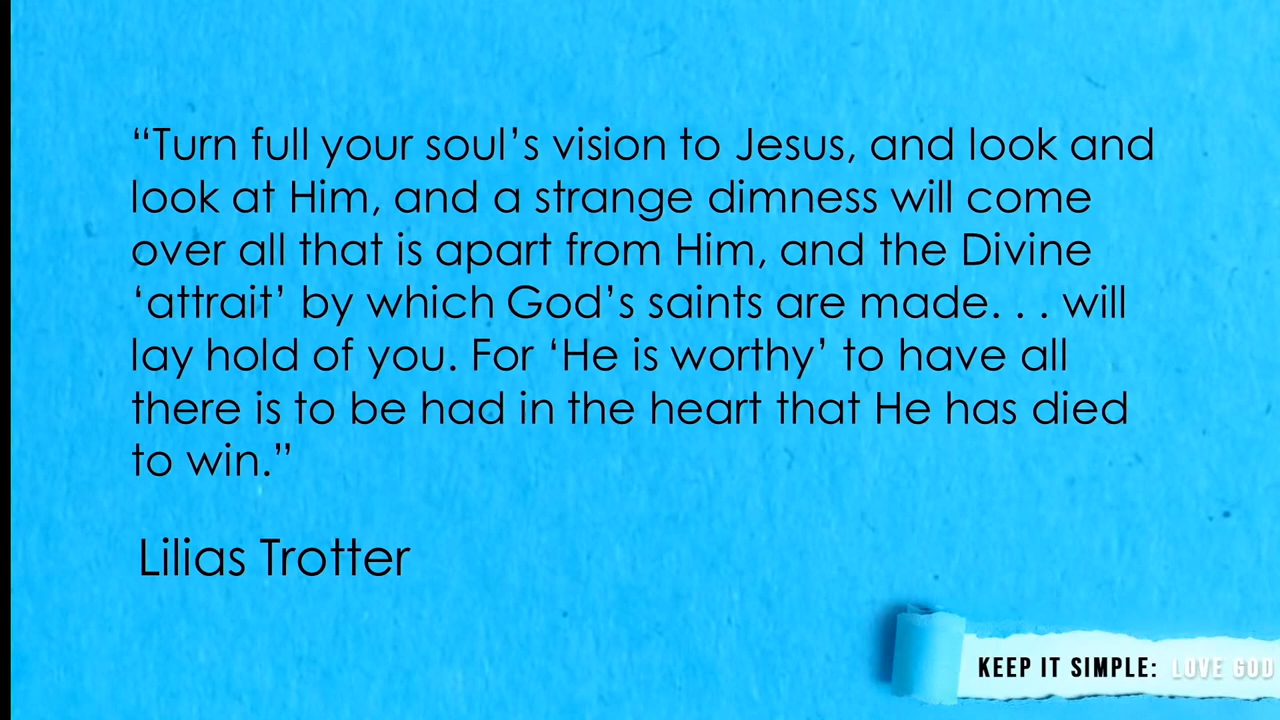 “Turn full your soul’s vision to Jesus, and look and
look at Him, and a strange dimness will come
over all that is apart from Him, and the Divine
‘attrait’ by which God’s saints are made. . . will
lay hold of you. For ‘He is worthy’ to have all
there is to be had in the heart that He has died
to win.”
Lilias Trotter
KEEP IT SIMPLE: LOVE GOD